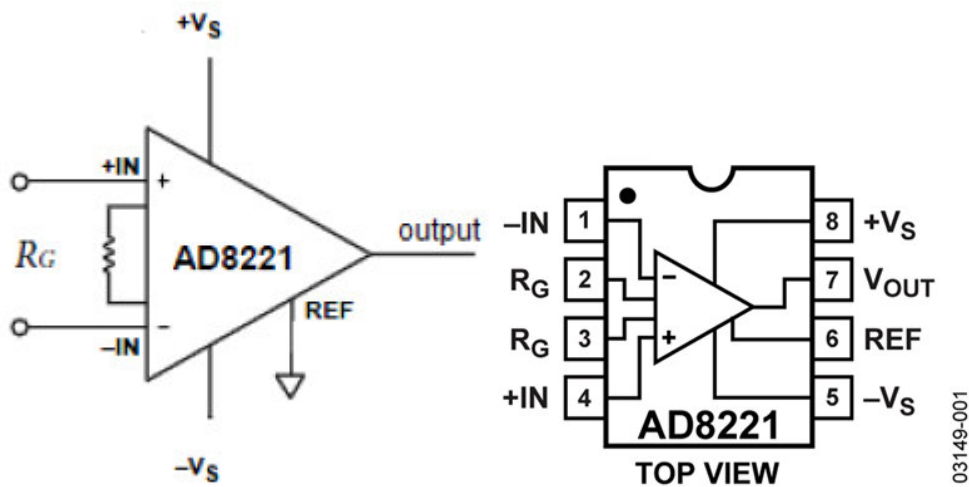 +VS
+IN
+
RG
AD8221
output
REF
-
–IN
–VS
–IN 1
RG 2
RG 3
+IN 4
–
+
8 +VS
7 VOUT
6 REF
5 –VS
AD8221
TOP VIEW
03149-001